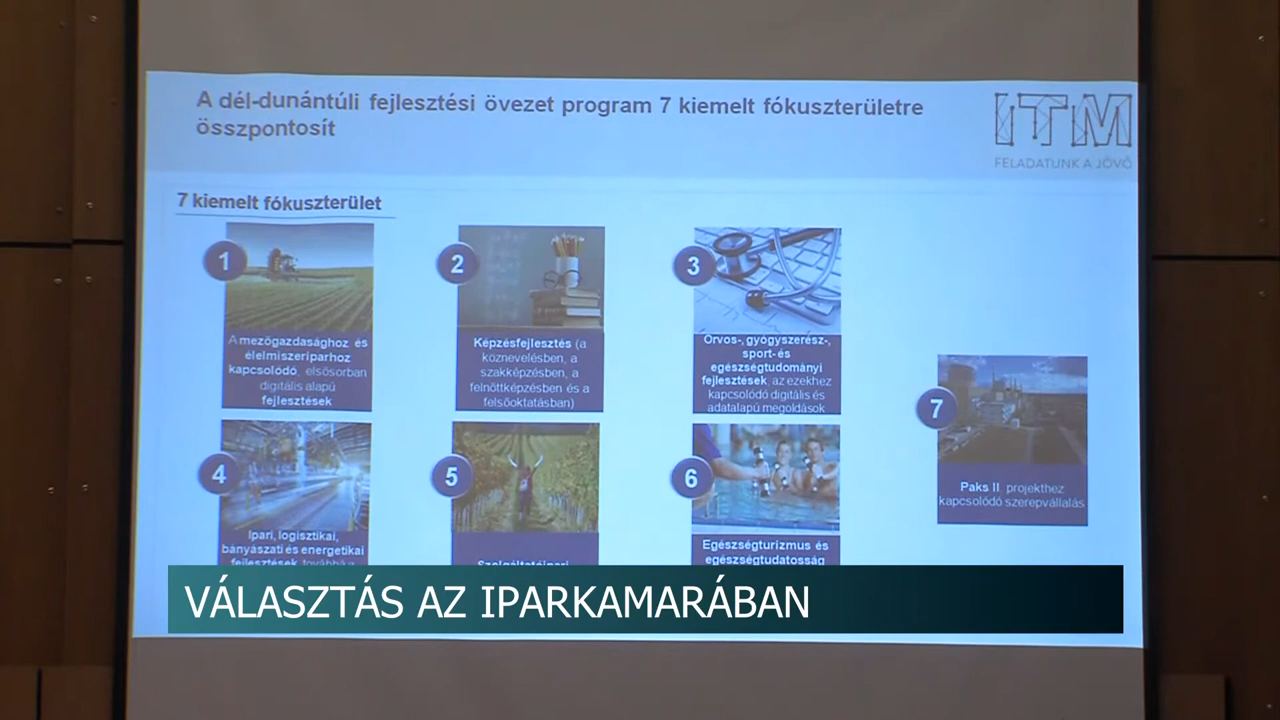 A dél-dunántúli fejlesztési övezet program 7 kiemelt fókuszterületre
összpontosít
ITM
FELADATUNK A JÖVŐ
7 kiemelt fókuszterület
1
A mezőgazdasághoz és
élelmiszeriparhoz
kapcsolódó, elsősorban
digitális alapú
fejlesztések
2
Képzésfejlesztés (a
köznevelésben, a
szakképzésben, a
felnőttképzésben és a
felsőoktatásban)
3
Orvos-, gyógyszerész-,
sport- és
egészségtudományi
fejlesztések az ezekhez
kapcsolódó digitális és
adatalapú megoldások
4
Ipari, logisztikai,
bányászati és energetikai
fejlesztések, továbbá a
5
6
Egészségturizmus és
egészségtudatosság
7
Paks II projekthez
kapcsolódó szerepvállalás
VÁLASZTÁS AZ IPARKAMARÁBAN